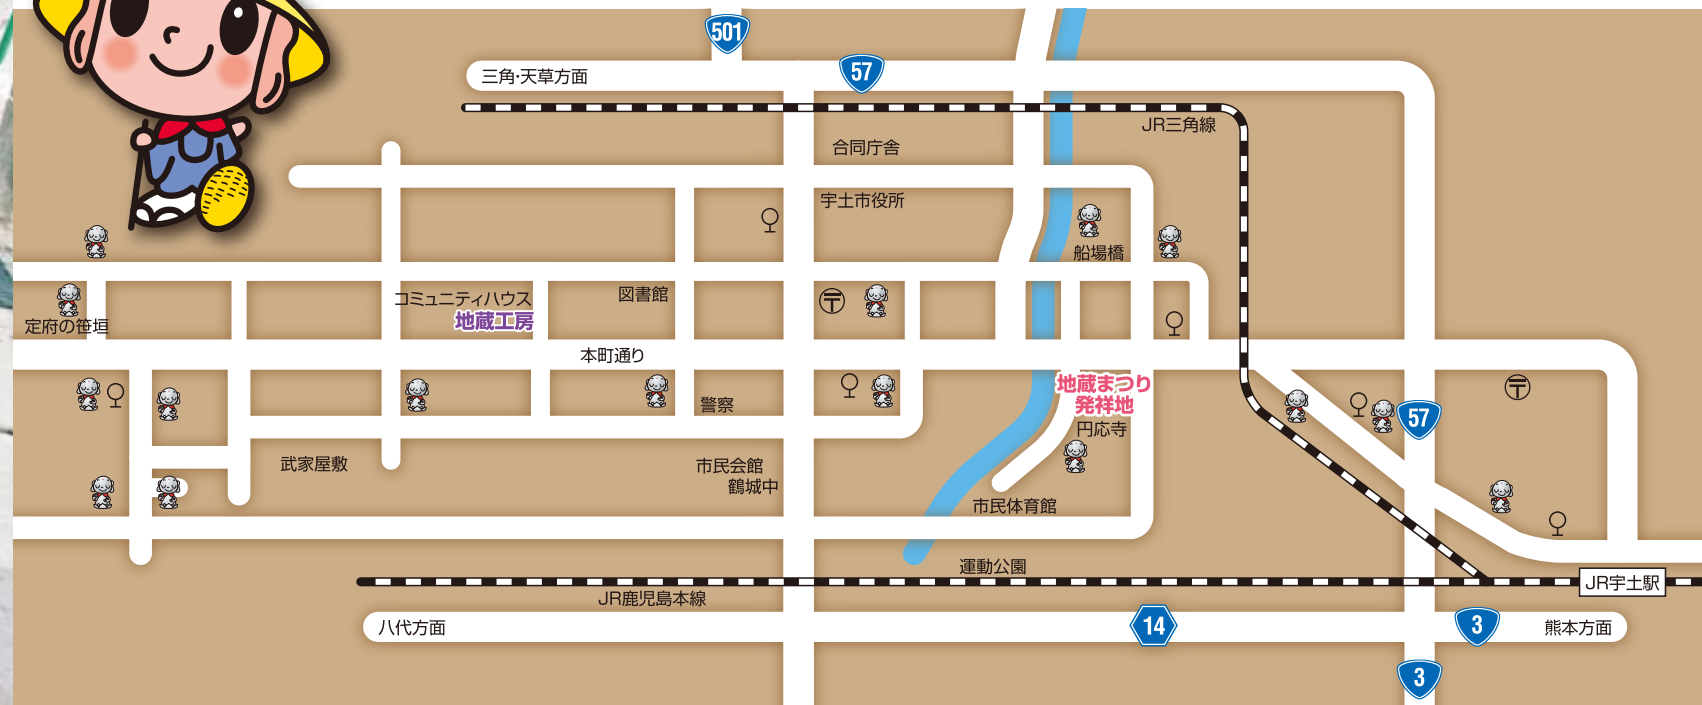 501
三角・天草方面
57
JR三角線
合同庁舎
宇土市役所
船場橋
コミュニティハウス
地蔵工房
図書館
定府の笹垣
本町通り
地蔵まつり
発祥地
円応寺
警察
57
武家屋敷
市民会館
鶴城中
市民体育館
運動公園
JR鹿児島本線
JR宇土駅
八代方面
14
3
熊本方面
3